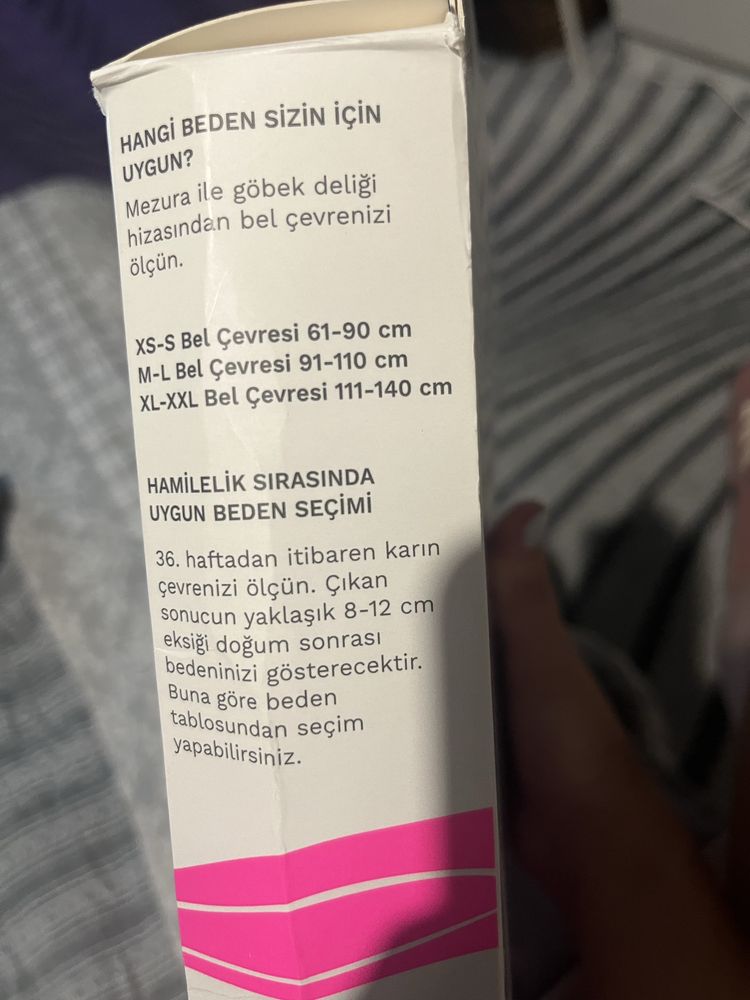 HANGİ BEDEN SİZİN İÇİN
UYGUN?
Mezura ile göbek deliği
hizasından bel çevrenizi
ölçün.
XS-S Bel Çevresi 61-90 cm
M-L Bel Çevresi 91-110 cm
XL-XXL Bel Çevresi 111-140 cm
HAMİLELİK SIRASINDA
UYGUN BEDEN SEÇİMİ
36. haftadan itibaren karın
çevrenizi ölçün. Çıkan
sonucun yaklaşık 8-12 cm
eksiği doğum sonrası
bedeninizi gösterecektir.
Buna göre beden
tablosundan seçim
yapabilirsiniz.